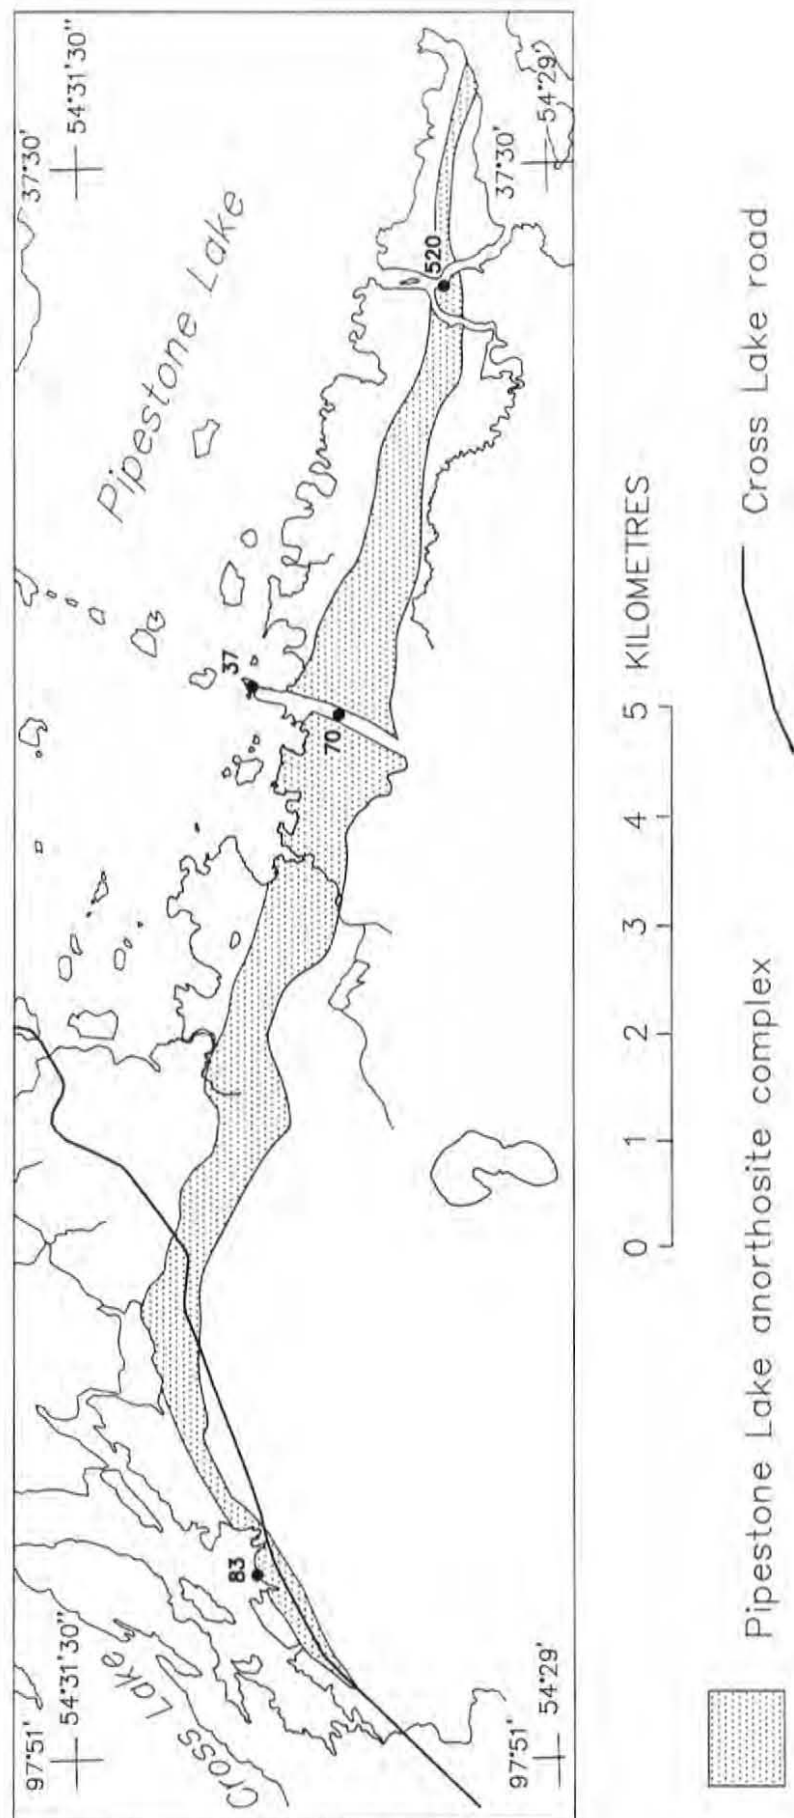 97°51'
54°31'30"
37°30'
54°31'30"
Cross Lake
Pipestone Lake
83
37
70
520
97°51'
54°29'
37°30'
54°29'
0 1 2 3 4 5 KILOMETRES
Pipestone Lake anorthosite complex
Cross Lake road